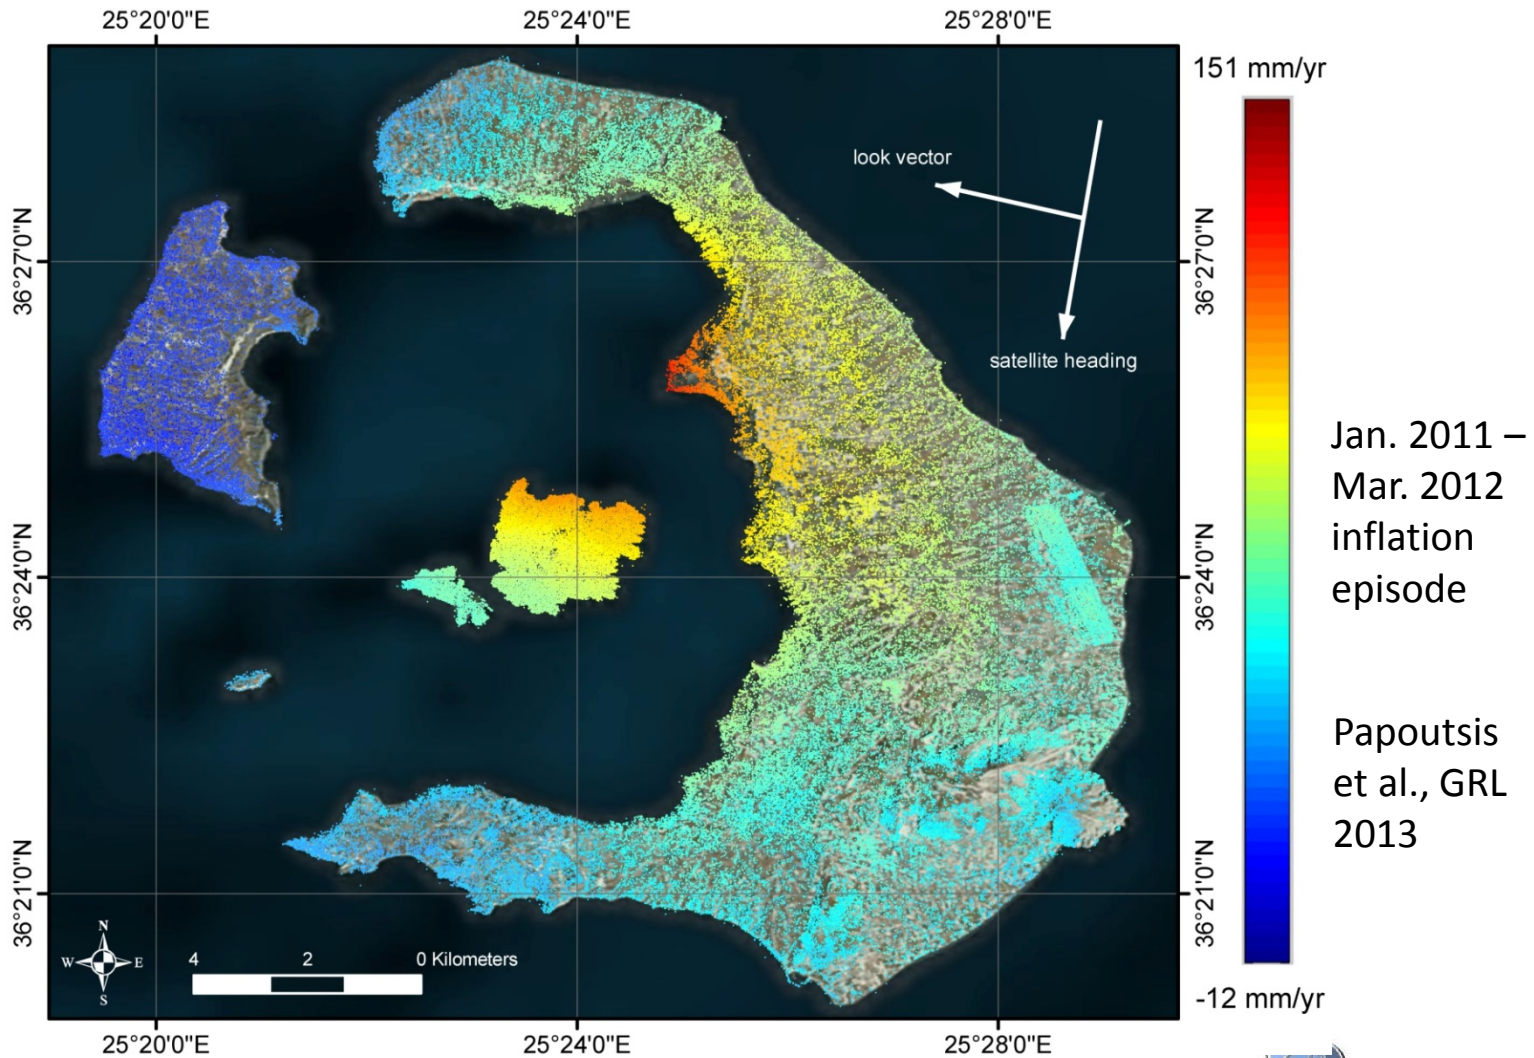 25°20'0"E
25°24'0"E
25°28'0"E
151 mm/yr
look vector
36°27'0"N
36°27'0"N
satellite heading
Jan. 2011 –
Mar. 2012
inflation
episode
36°24'0"N
36°24'0"N
Papoutsis
et al., GRL
2013
36°21'0"N
36°21'0"N
N
W
E
S
4
2
0 Kilometers
-12 mm/yr
25°20'0"E
25°24'0"E
25°28'0"E